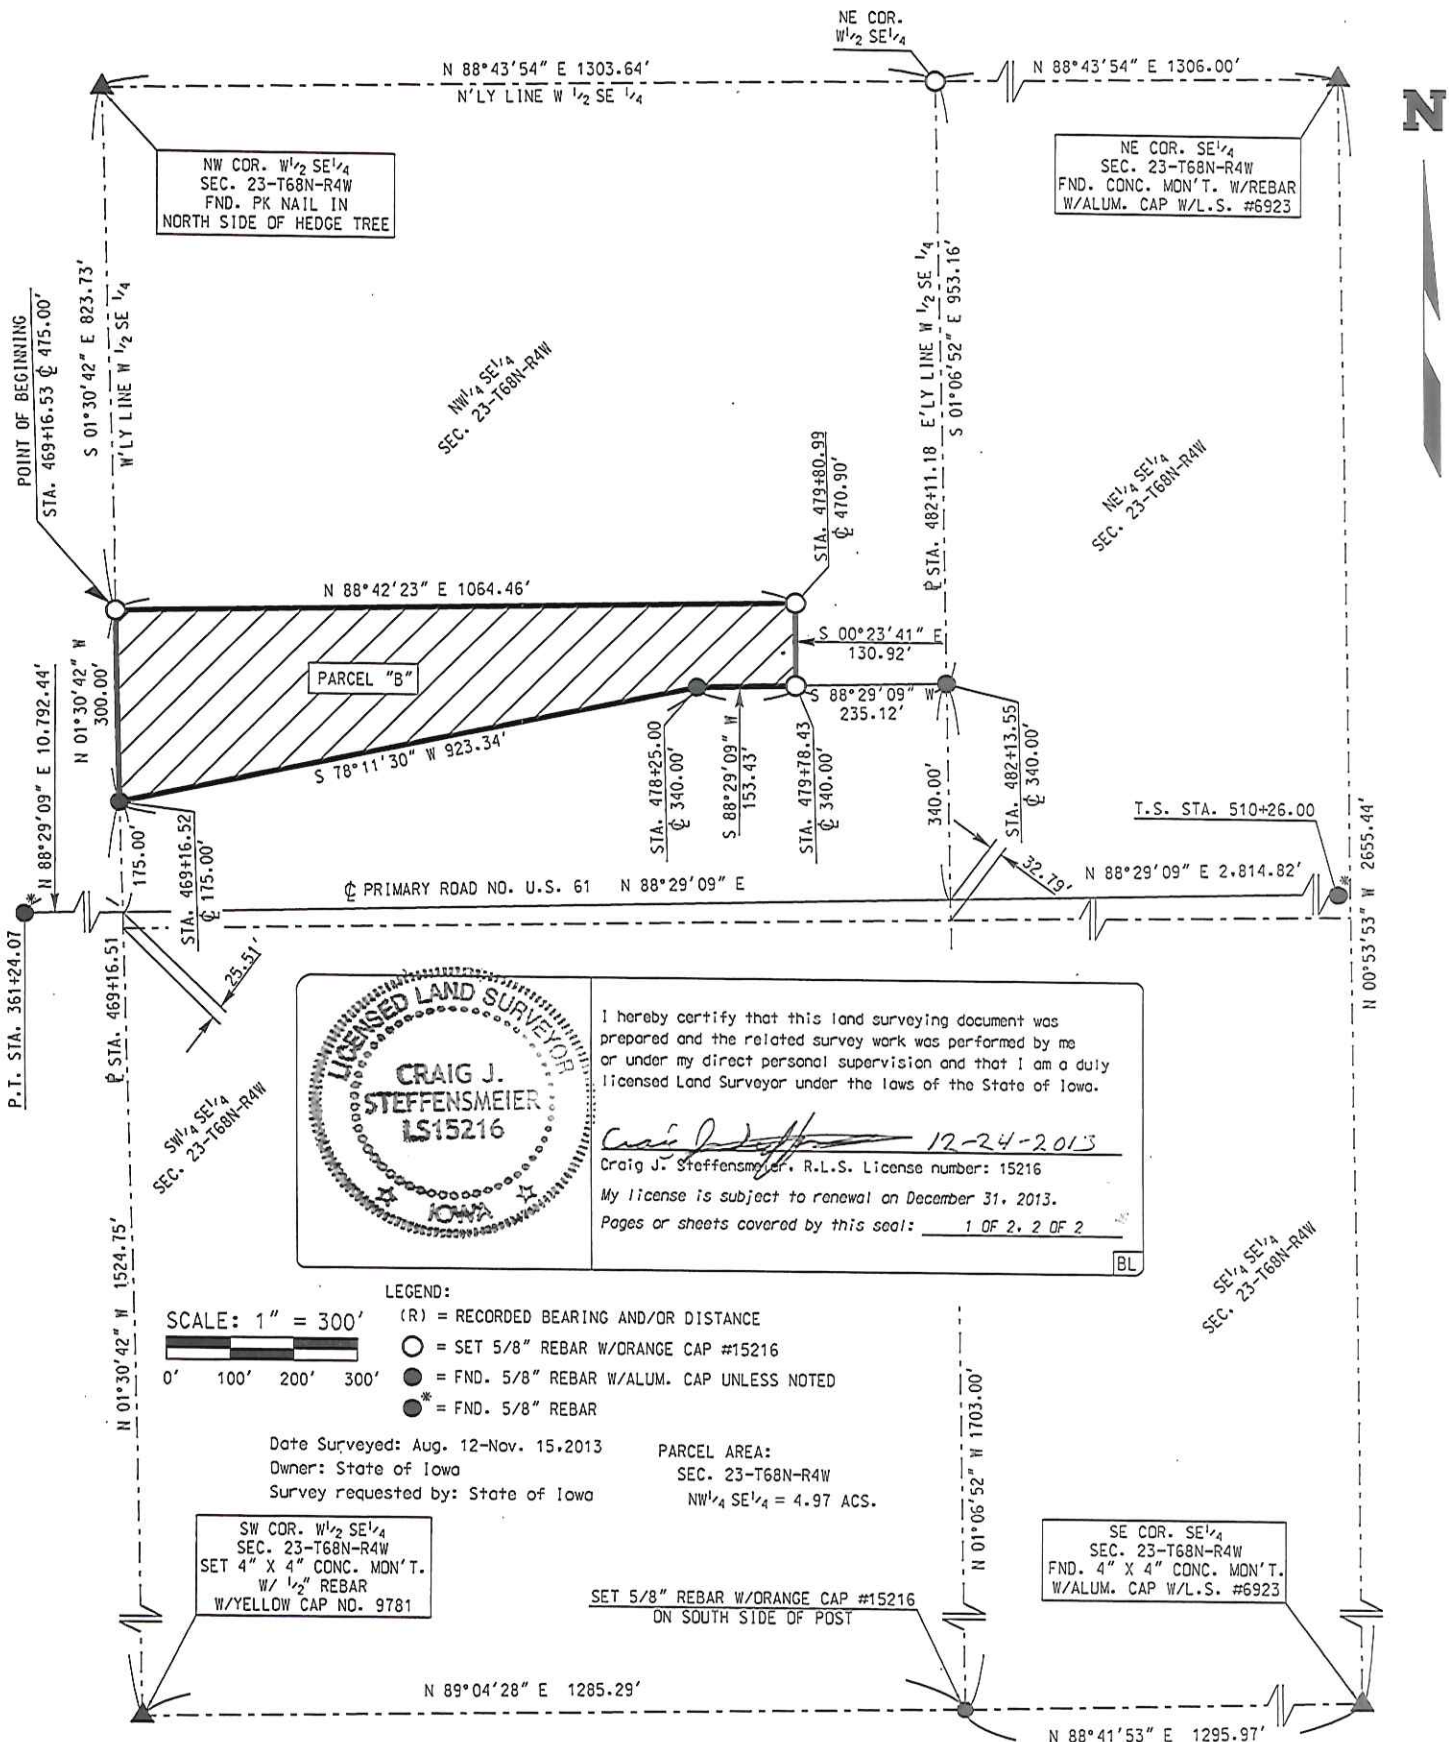 NE COR.
W1/2 SE1/4
N 88°43'54" E 1303.64'
N'LY LINE W 1/2 SE 1/4
N 88°43'54" E 1306.00'
N
NW COR. W1/2 SE1/4
SEC. 23-T68N-R4W
FND. PK NAIL IN
NORTH SIDE OF HEDGE TREE
NE COR. SE1/4
SEC. 23-T68N-R4W
FND. CONC. MON'T. W/REBAR
W/ALUM. CAP W/L.S. #6923
POINT OF BEGINNING
STA. 469+16.53 ℄ 475.00'
S 01°30'42" E 823.73'
W'LY LINE W 1/2 SE 1/4
NW1/4 SE1/4
SEC. 23-T68N-R4W
STA. 479+80.99
℄ 470.90'
⅊ STA. 482+11.18 E'LY LINE W 1/2 SE 1/4
S 01°06'52" E 953.16'
NE1/4 SE1/4
SEC. 23-T68N-R4W
N 88°42'23" E 1064.46'
S 00°23'41" E
130.92'
PARCEL "B"
S 88°29'09" W
235.12'
N 01°30'42" W
300.00'
N 88°29'09" E 10,792.44'
S 78°11'30" W 923.34'
STA. 478+25.00
℄ 340.00'
S 88°29'09" W
153.43'
STA. 479+78.43
℄ 340.00'
340.00'
STA. 482+13.55
℄ 340.00'
T.S. STA. 510+26.00
175.00'
STA. 469+16.52
℄ 175.00'
32.79'
N 88°29'09" E 2,814.82'
℄ PRIMARY ROAD NO. U.S. 61 N 88°29'09" E
*
*
N 00°53'53" W 2655.44'
P.T. STA. 361+24.07
⅊ STA. 469+16.51
25.51'
SW1/4 SE1/4
SEC. 23-T68N-R4W
LICENSED LAND SURVEYOR
CRAIG J.
STEFFENSMEIER
LS15216
IOWA
I hereby certify that this land surveying document was
prepared and the related survey work was performed by me
or under my direct personal supervision and that I am a duly
licensed Land Surveyor under the laws of the State of Iowa.
12-24-2013
Craig J. Steffensmeier, R.L.S. License number: 15216
My license is subject to renewal on December 31, 2013.
Pages or sheets covered by this seal: 1 OF 2, 2 OF 2
BL
SE1/4 SE1/4
SEC. 23-T68N-R4W
N 01°30'42" W 1524.75'
LEGEND:
(R) = RECORDED BEARING AND/OR DISTANCE
= SET 5/8" REBAR W/ORANGE CAP #15216
= FND. 5/8" REBAR W/ALUM. CAP UNLESS NOTED
* = FND. 5/8" REBAR
SCALE: 1" = 300'
0' 100' 200' 300'
N 01°06'52" W 1703.00'
Date Surveyed: Aug. 12-Nov. 15,2013
Owner: State of Iowa
Survey requested by: State of Iowa
PARCEL AREA:
SEC. 23-T68N-R4W
NW1/4 SE1/4 = 4.97 ACS.
SW COR. W1/2 SE1/4
SEC. 23-T68N-R4W
SET 4" X 4" CONC. MON'T.
W/ 1/2" REBAR
W/YELLOW CAP NO. 9781
SET 5/8" REBAR W/ORANGE CAP #15216
ON SOUTH SIDE OF POST
SE COR. SE1/4
SEC. 23-T68N-R4W
FND. 4" X 4" CONC. MON'T.
W/ALUM. CAP W/L.S. #6923
N 89°04'28" E 1285.29'
N 88°41'53" E 1295.97'